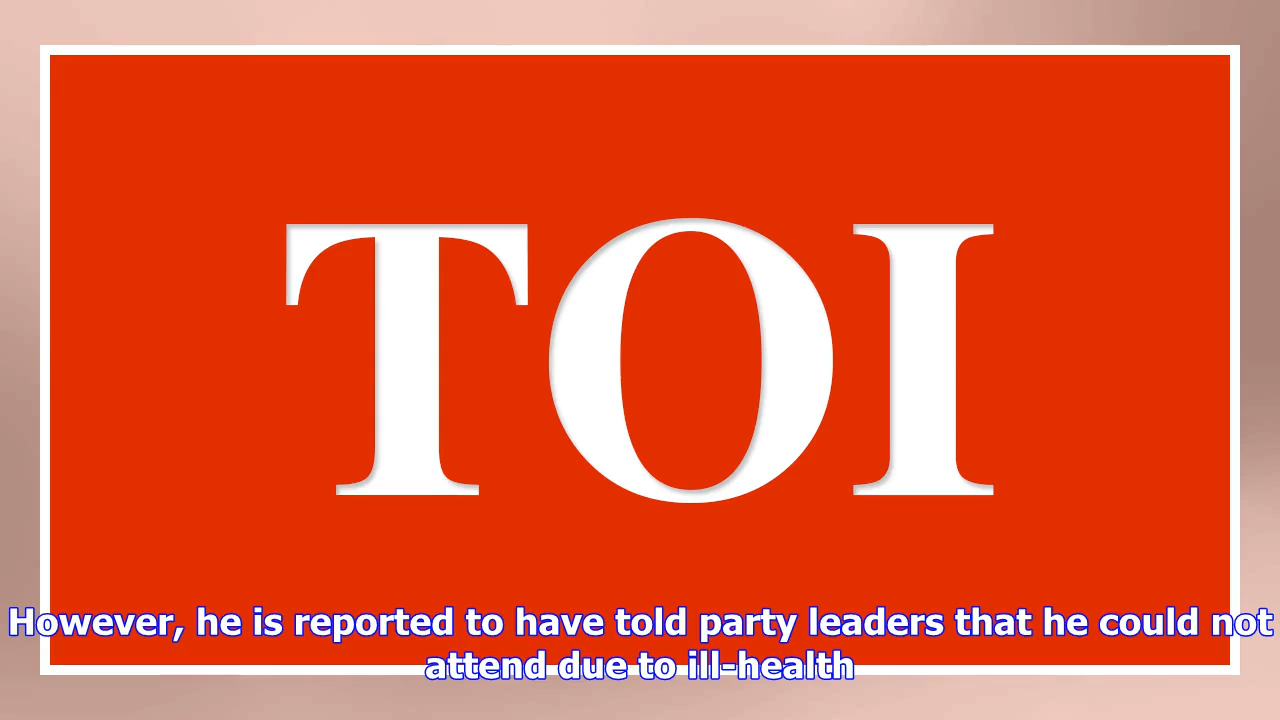 TOI
However, he is reported to have told party leaders that he could not
attend due to ill-health